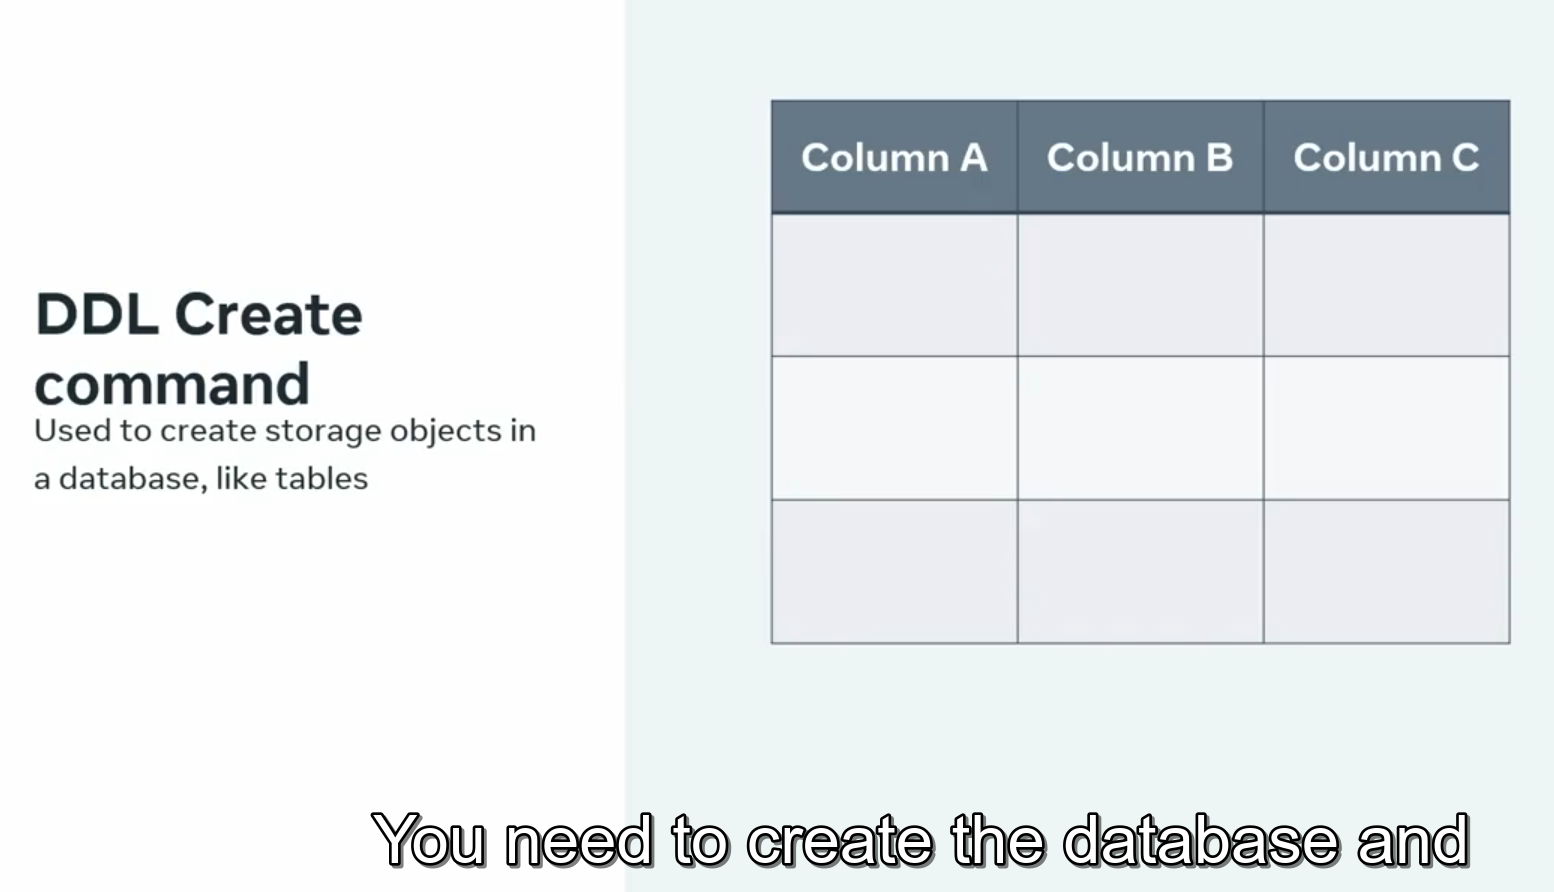 DDL Create
command
Used to create storage objects in
a database, like tables
Column A Column B Column C
You need to create the database and